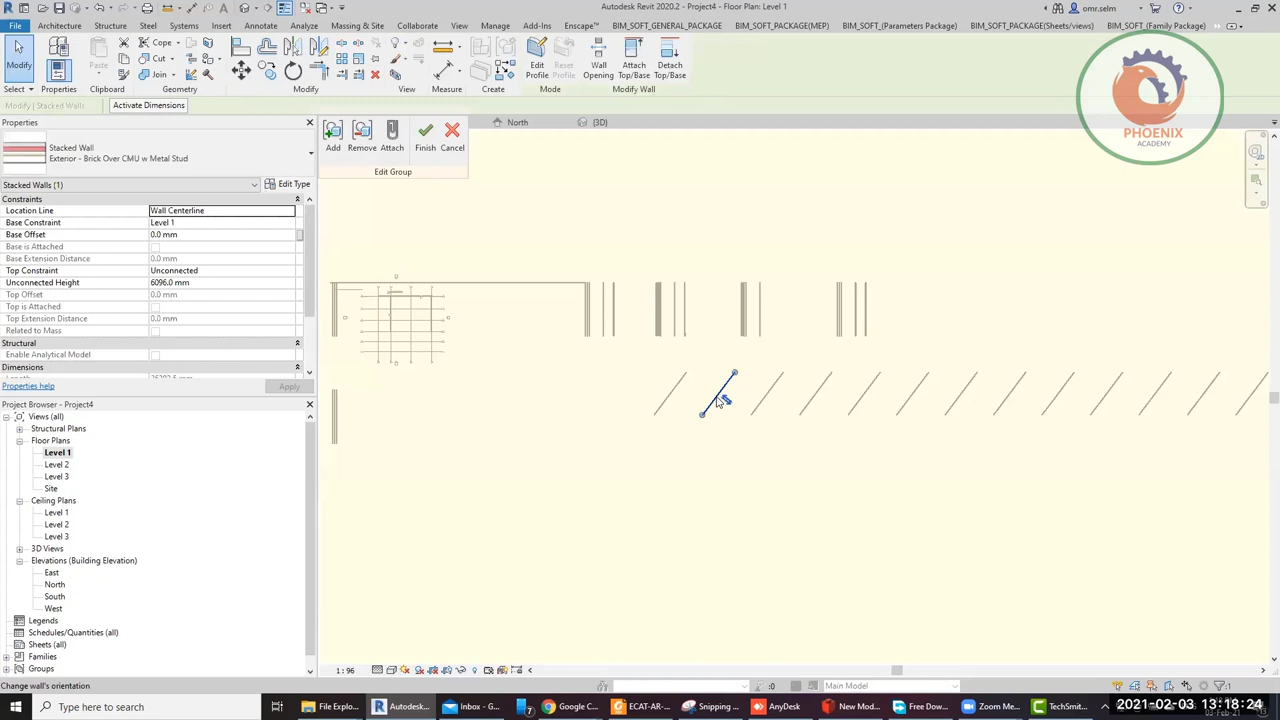 Autodesk Revit 2020.2 - Project4 - Floor Plan: Level 1
omr.selm
File Architecture Structure Steel Systems Insert Annotate Analyze Massing & Site Collaborate View Manage Add-Ins Enscape™ BIM_SOFT_GENERAL_PACKAGE BIM_SOFT_PACKAGE(MEP) BIM_SOFT_(Parameters Package) BIM_SOFT_PACKAGE(Sheets/views) BIM_SOFT_(Family Package)
Modify
Properties
Paste
Cope
Cut
Join
Edit Profile
Reset Profile
Wall Opening
Attach Top/Base
Detach Top/Base
Select Properties Clipboard Geometry Modify View Measure Create Mode Modify Wall
Modify | Stacked Walls Activate Dimensions
PHOENIX
ACADEMY
Properties
North
{3D}
Stacked Wall
Exterior - Brick Over CMU w Metal Stud
Add Remove Attach Finish Cancel
Edit Group
Stacked Walls (1) Edit Type
Constraints
Location Line Wall Centerline
Base Constraint Level 1
Base Offset 0.0 mm
Base is Attached
Base Extension Distance 0.0 mm
Top Constraint Unconnected
Unconnected Height 6096.0 mm
Top Offset 0.0 mm
Top is Attached
Top Extension Distance 0.0 mm
Related to Mass
Structural
Enable Analytical Model
Dimensions
Properties help Apply
Project Browser - Project4
Views (all)
Structural Plans
Floor Plans
Level 1
Level 2
Level 3
Site
Ceiling Plans
Level 1
Level 2
Level 3
3D Views
Elevations (Building Elevation)
East
North
South
West
Legends
Schedules/Quantities (all)
Sheets (all)
Families
Groups
1 : 96
Change wall's orientation
:0
Main Model
:1
Type here to search
File Explo...
Autodesk...
Inbox - G...
Google C...
ECAT-AR-...
Snipping ...
AnyDesk
New Mod...
Free Dow...
Zoom Me...
TechSmit...
2021-02-03 13:18:24